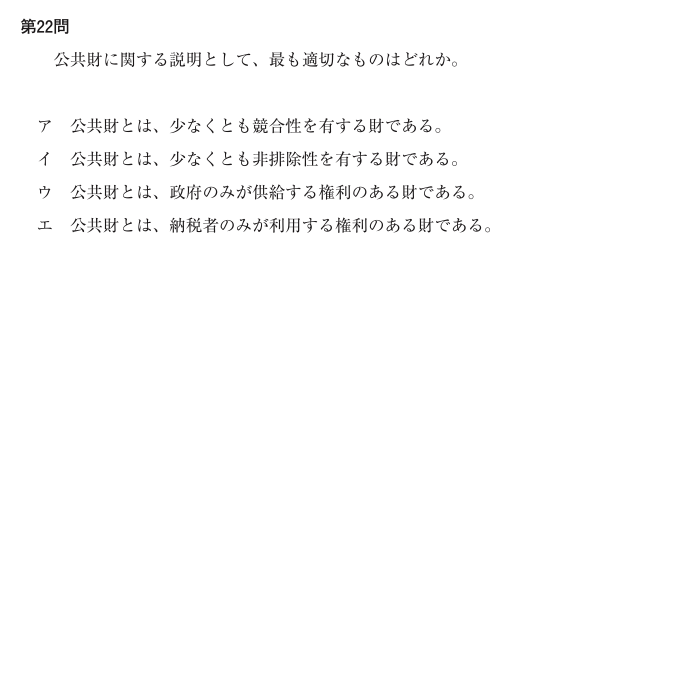 第22問
公共財に関する説明として、最も適切なものはどれか。
ア 公共財とは、少なくとも競合性を有する財である。
イ 公共財とは、少なくとも非排除性を有する財である。
ウ 公共財とは、政府のみが供給する権利のある財である。
エ 公共財とは、納税者のみが利用する権利のある財である。